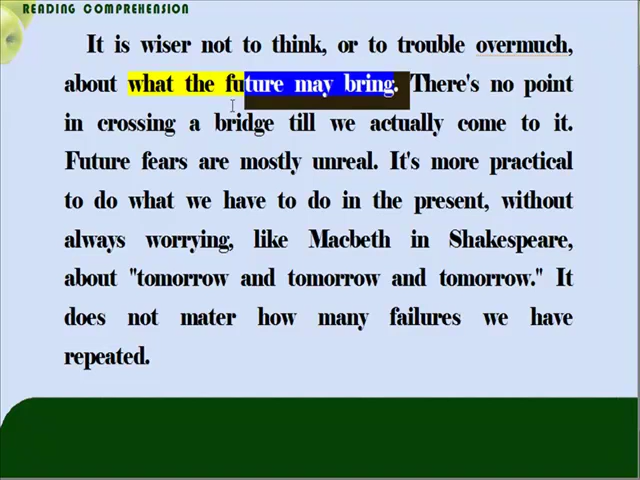 READING COMPREHENSION
It is wiser not to think, or to trouble overmuch,
about what the future may bring. There's no point
in crossing a bridge till we actually come to it.
Future fears are mostly unreal. It's more practical
to do what we have to do in the present, without
always worrying, like Macbeth in Shakespeare,
about "tomorrow and tomorrow and tomorrow." It
does not mater how many failures we have
repeated.